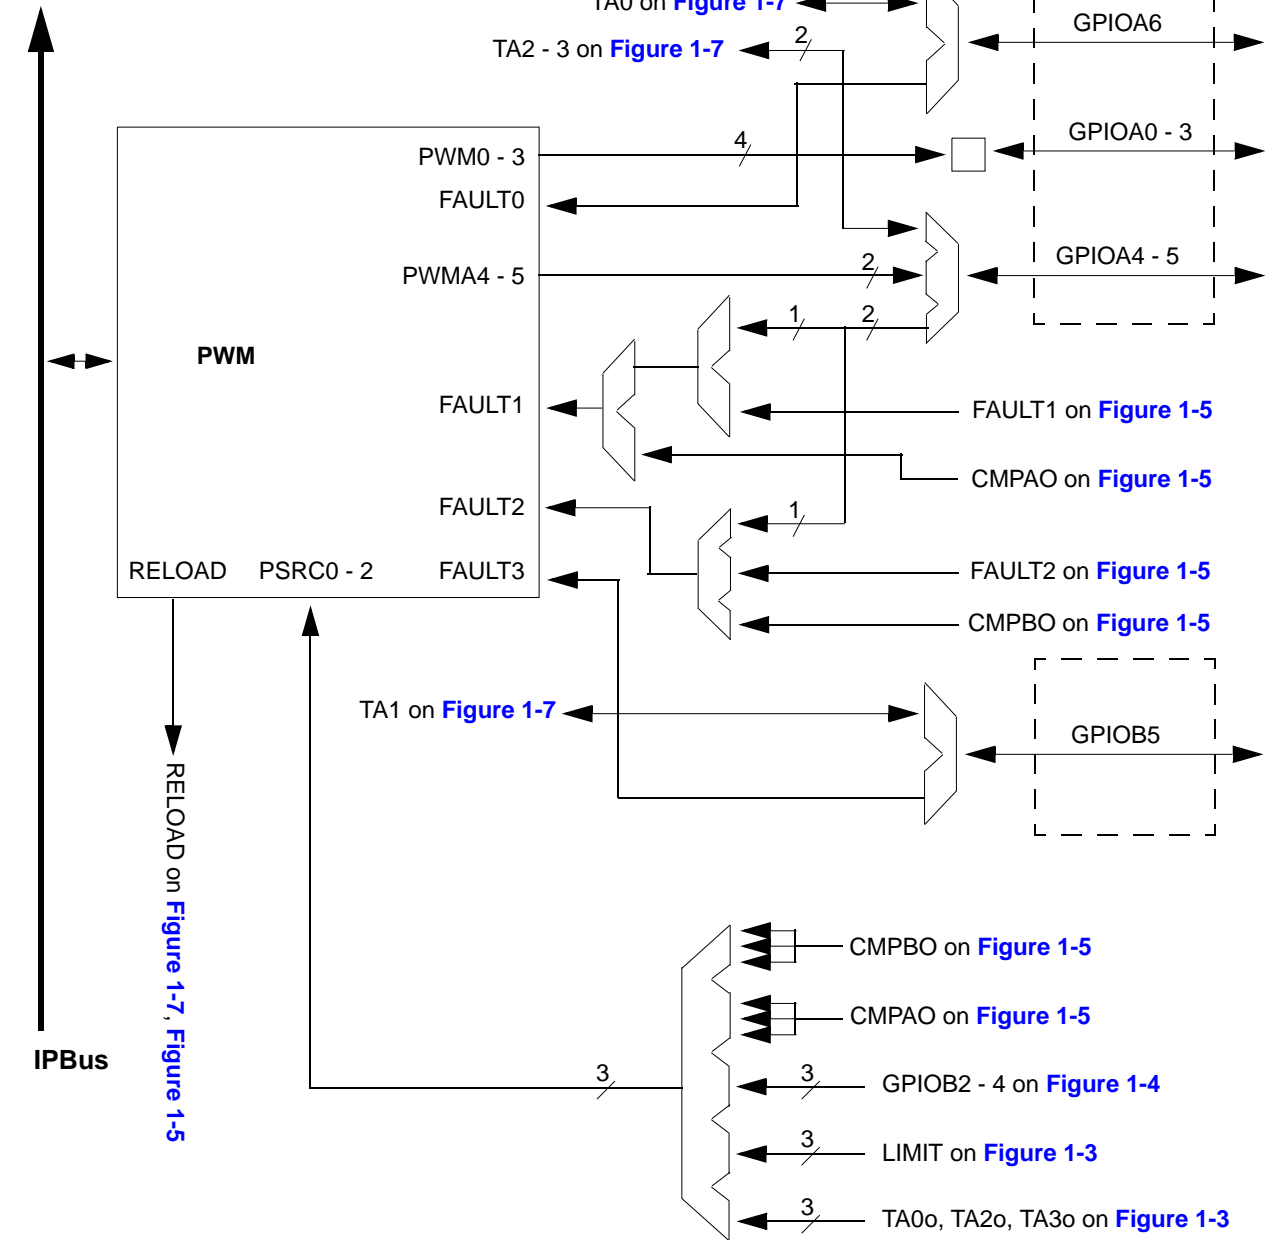 TA0 on Figure 1-7
GPIOA6
TA2 - 3 on Figure 1-7
2
GPIOA0 - 3
4
PWM0 - 3
FAULT0
GPIOA4 - 5
PWMA4 - 5
2
1
2
PWM
FAULT1
FAULT1 on Figure 1-5
CMPAO on Figure 1-5
FAULT2
1
RELOAD
PSRC0 - 2
FAULT3
FAULT2 on Figure 1-5
CMPBO on Figure 1-5
TA1 on Figure 1-7
GPIOB5
RELOAD on Figure 1-7, Figure 1-5
CMPBO on Figure 1-5
CMPAO on Figure 1-5
IPBus
3
3
GPIOB2 - 4 on Figure 1-4
3
LIMIT on Figure 1-3
3
TA0o, TA2o, TA3o on Figure 1-3